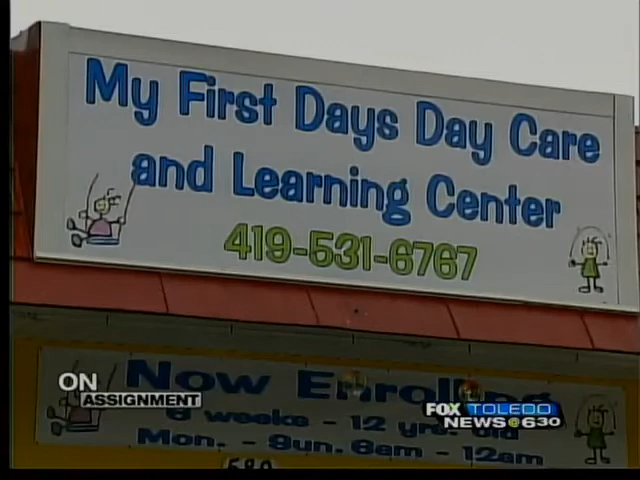 My First Days Day Care
and Learning Center
419-531-6767
Now Enrolling
6 weeks - 12 yrs. old
Mon. - Sun. 6am - 12am
ON
ASSIGNMENT
FOX TOLEDO
NEWS @ 630